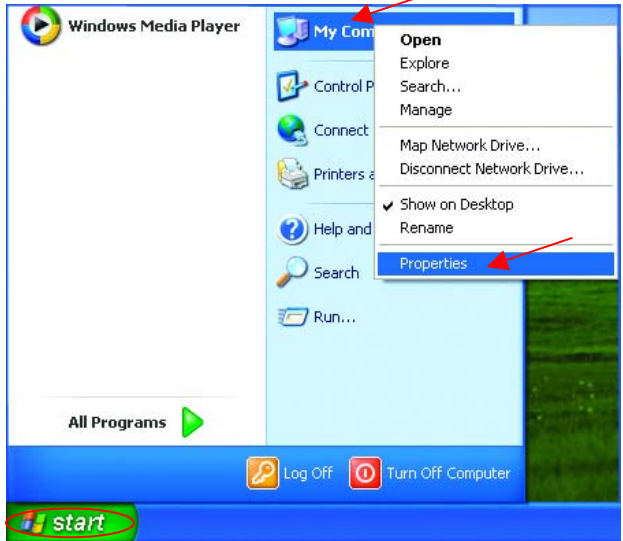 Windows Media Player
My Com
Control P
Connect
Printers a
Help and
Search
Run...
Open
Explore
Search...
Manage
Map Network Drive...
Disconnect Network Drive...
Show on Desktop
Rename
Properties
All Programs
Log Off
Turn Off Computer
start